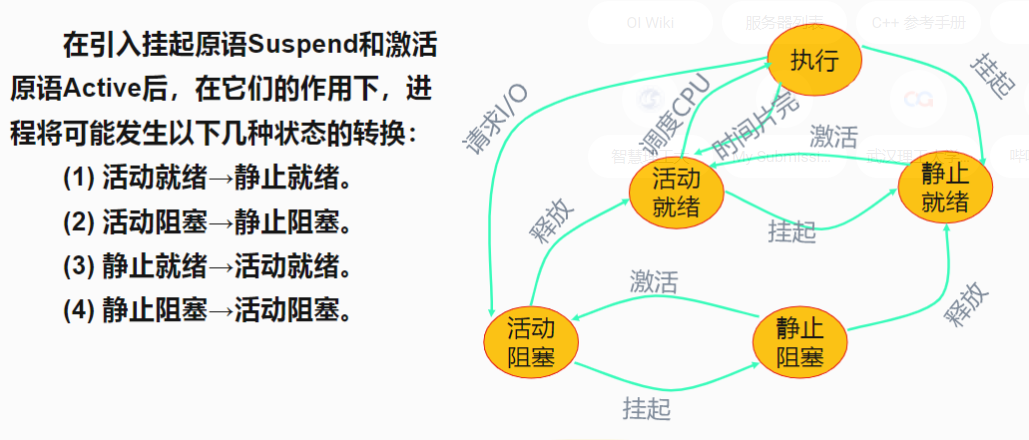 在引入挂起原语Suspend和激活
原语Active后，在它们的作用下，进
程将可能发生以下几种状态的转换：
(1) 活动就绪→静止就绪。
(2) 活动阻塞→静止阻塞。
(3) 静止就绪→活动就绪。
(4) 静止阻塞→活动阻塞。
OI Wiki
服务器列表
C++ 参考手册
执行
挂起
请求I/O
调度CPU
时间片完
激活
活动
就绪
静止
就绪
挂起
释放
激活
释放
活动
阻塞
静止
阻塞
挂起